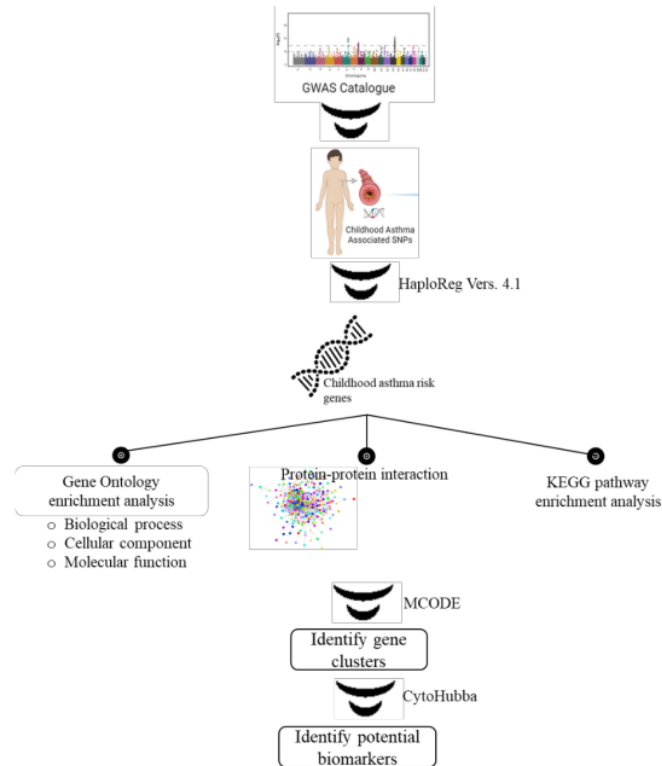 Chromosome
GWAS Catalogue
Childhood Asthma
Associated SNPs
HaploReg Vers. 4.1
Childhood asthma risk
genes
Gene Ontology
enrichment analysis
o Biological process
o Cellular component
o Molecular function
Protein-protein interaction
KEGG pathway
enrichment analysis
MCODE
Identify gene
clusters
CytoHubba
Identify potential
biomarkers